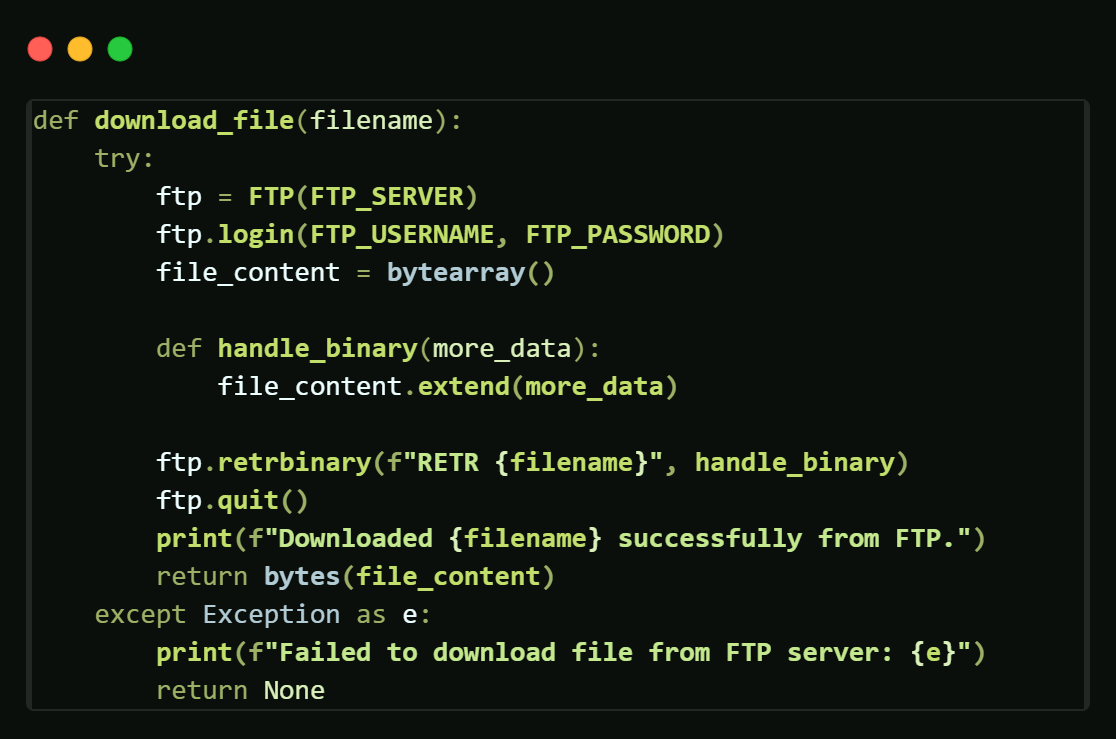 def download_file(filename):
    try:
        ftp = FTP(FTP_SERVER)
        ftp.login(FTP_USERNAME, FTP_PASSWORD)
        file_content = bytearray()

        def handle_binary(more_data):
            file_content.extend(more_data)

        ftp.retrbinary(f"RETR {filename}", handle_binary)
        ftp.quit()
        print(f"Downloaded {filename} successfully from FTP.")
        return bytes(file_content)
    except Exception as e:
        print(f"Failed to download file from FTP server: {e}")
        return None